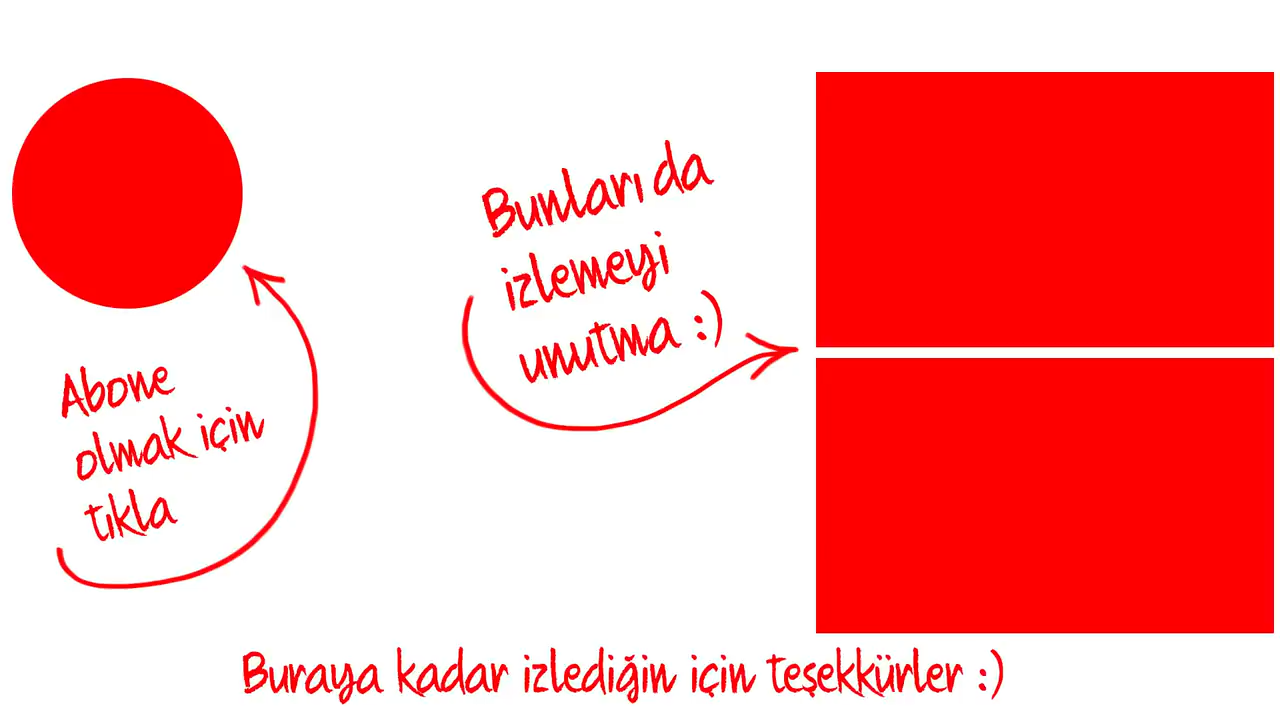 Abone
olmak için
tıkla
Bunları da
izlemeyi
unutma :)
Buraya kadar izlediğin için teşekkürler :)